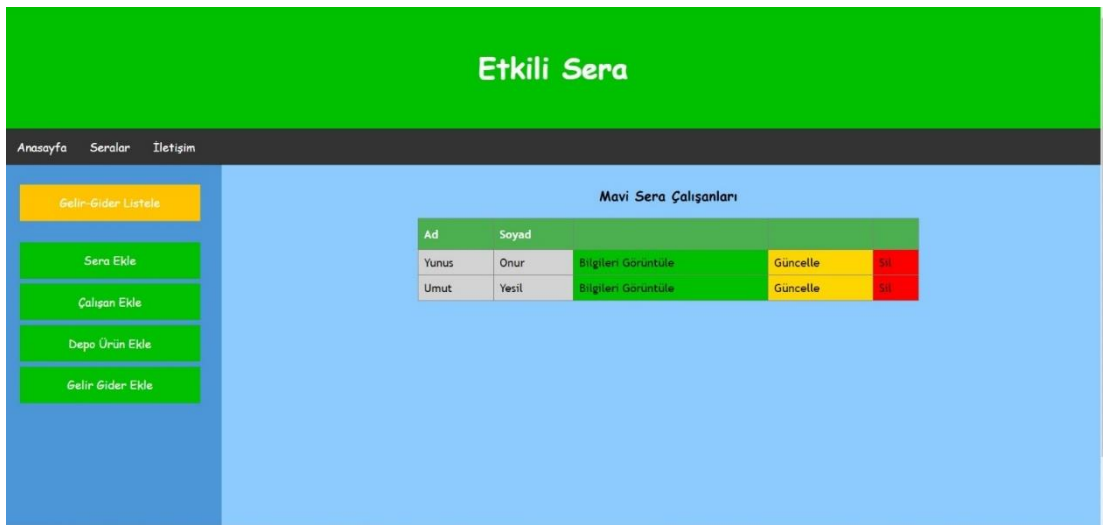 Etkili Sera
Anasayfa Seralar İletişim
Gelir-Gider Listele
Sera Ekle
Çalışan Ekle
Depo Ürün Ekle
Gelir Gider Ekle
Mavi Sera Çalışanları
Ad Soyad
Yunus Onur Bilgileri Görüntüle Güncelle Sil
Umut Yesil Bilgileri Görüntüle Güncelle Sil